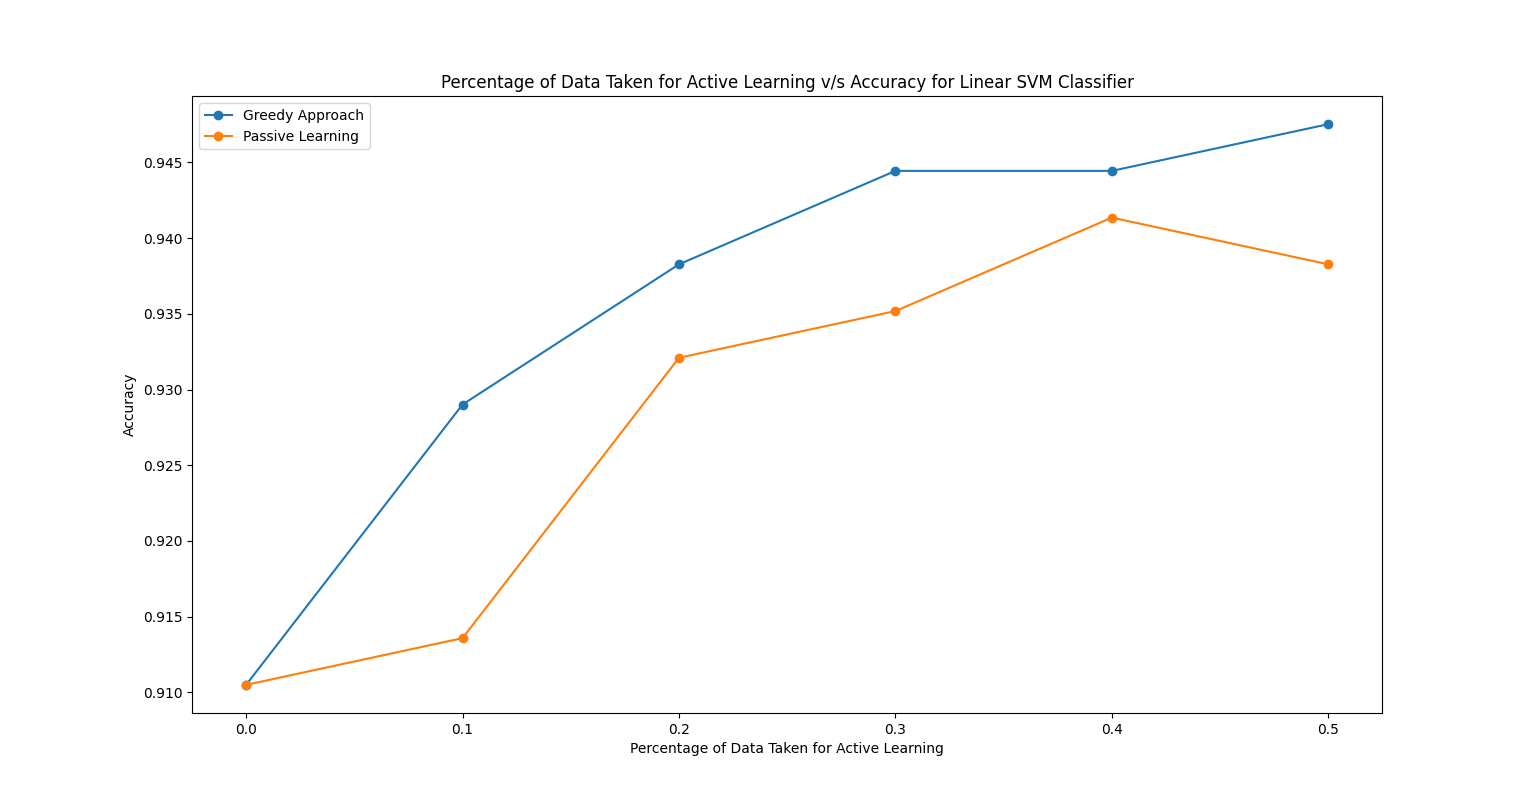 Percentage of Data Taken for Active Learning v/s Accuracy for Linear SVM Classifier
Greedy Approach
Passive Learning
0.945
0.940
0.935
0.930
0.925
0.920
0.915
0.910
Accuracy
0.0 0.1 0.2 0.3 0.4 0.5
Percentage of Data Taken for Active Learning